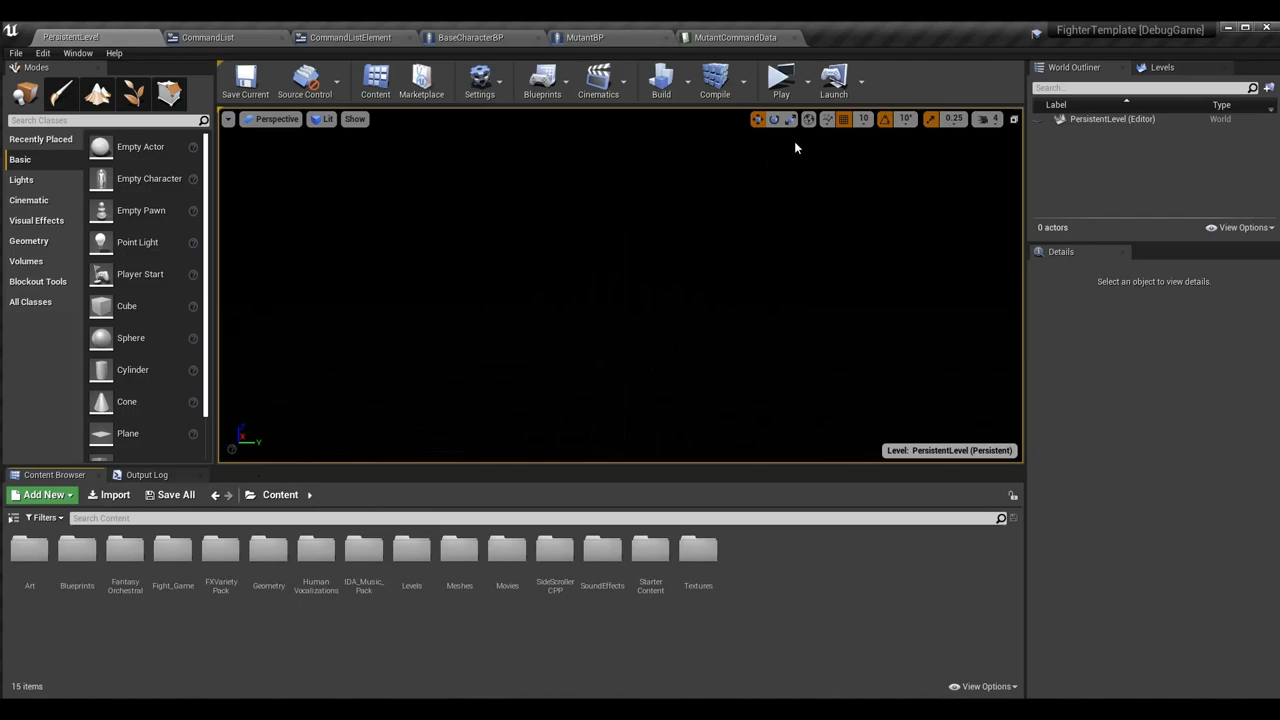 PersistentLevel
CommandList
CommandListElement
BaseCharacterBP
MutantBP
MutantCommandData
FighterTemplate [DebugGame]
File Edit Window Help
Modes
Search Classes
Recently Placed
Basic
Lights
Cinematic
Visual Effects
Geometry
Volumes
Blockout Tools
All Classes
Empty Actor
Empty Character
Empty Pawn
Point Light
Player Start
Cube
Sphere
Cylinder
Cone
Plane
Save Current
Source Control
Content
Marketplace
Settings
Blueprints
Cinematics
Build
Compile
Play
Launch
Perspective
Lit
Show
10
10°
0.25
4
X
Y
Z
Level: PersistentLevel (Persistent)
World Outliner
Levels
Search...
Label
Type
PersistentLevel (Editor)
World
0 actors
View Options
Details
Select an object to view details.
Content Browser
Output Log
Add New
Import
Save All
Content
Filters
Search Content
Art
Blueprints
Fantasy
Orchestral
Fight_Game
FXVariety
Pack
Geometry
Human
Vocalizations
IDA_Music_
Pack
Levels
Meshes
Movies
SideScroller
CPP
SoundEffects
Starter
Content
Textures
15 items
View Options